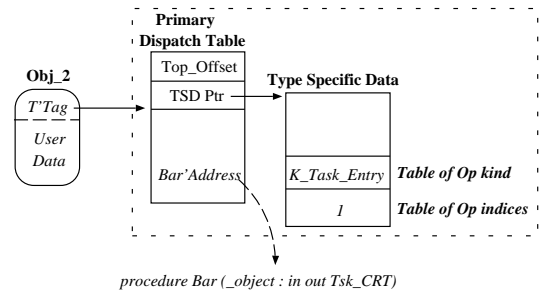 Primary
Dispatch Table
Obj_2
T'Tag
User
Data
Top_Offset
TSD Ptr
Bar'Address
Type Specific Data
K_Task_Entry
Table of Op kind
1
Table of Op indices
procedure Bar (_object : in out Tsk_CRT)